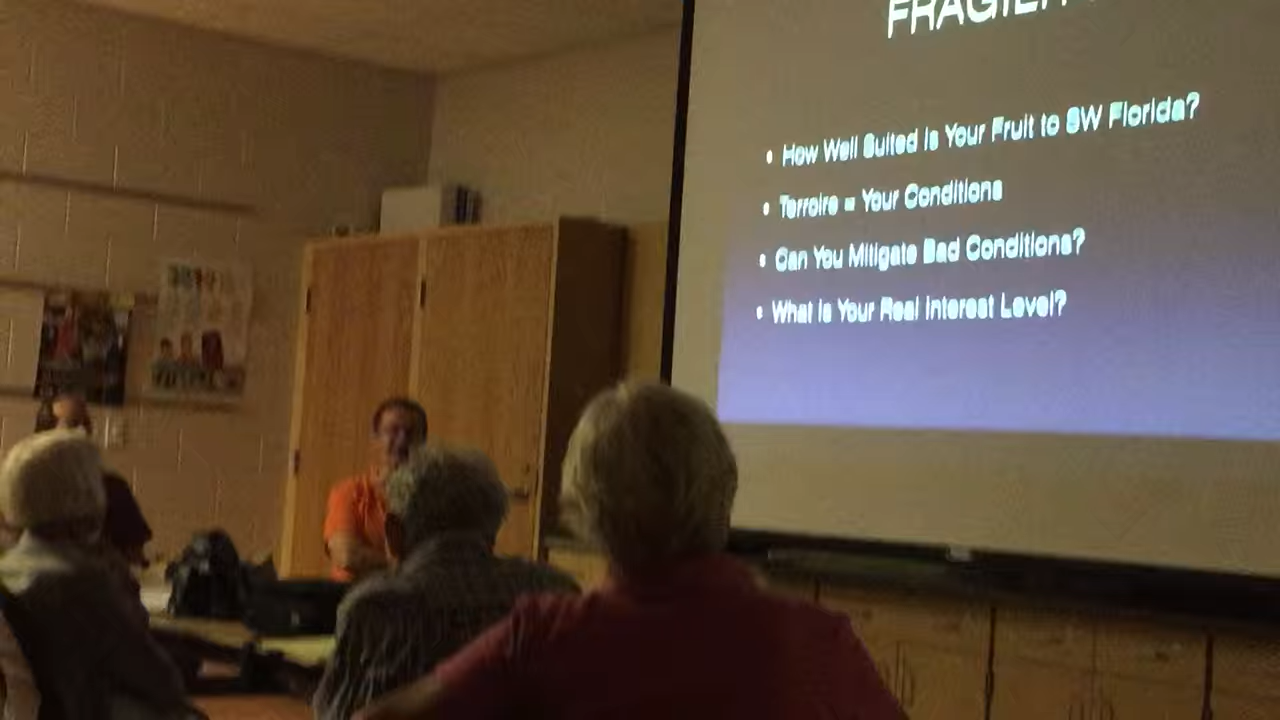 • How Well Suited Is Your Fruit to SW Florida?
• Terroire = Your Conditions
• Can You Mitigate Bad Conditions?
• What Is Your Real Interest Level?